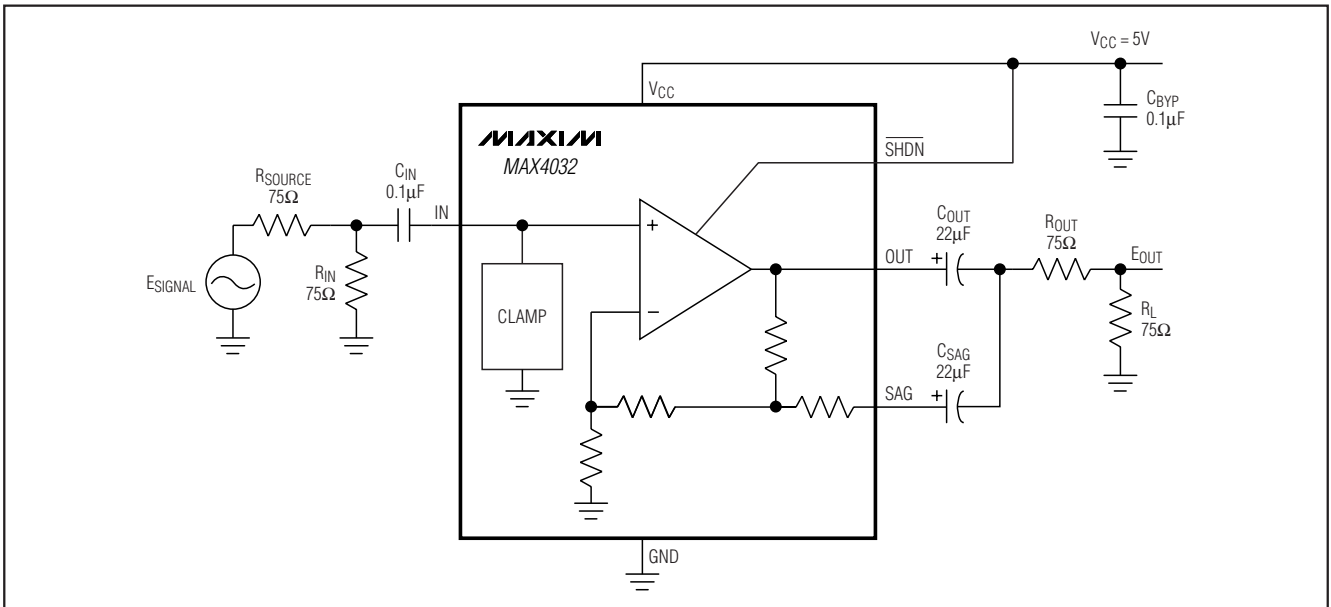 VCC = 5V
VCC
CBYP
0.1µF
MAXIM
MAX4032
SHDN
RSOURCE
75Ω
CIN
0.1µF
IN
ESIGNAL
RIN
75Ω
CLAMP
+
−
OUT
COUT
22µF
+
ROUT
75Ω
EOUT
RL
75Ω
SAG
CSAG
22µF
+
GND